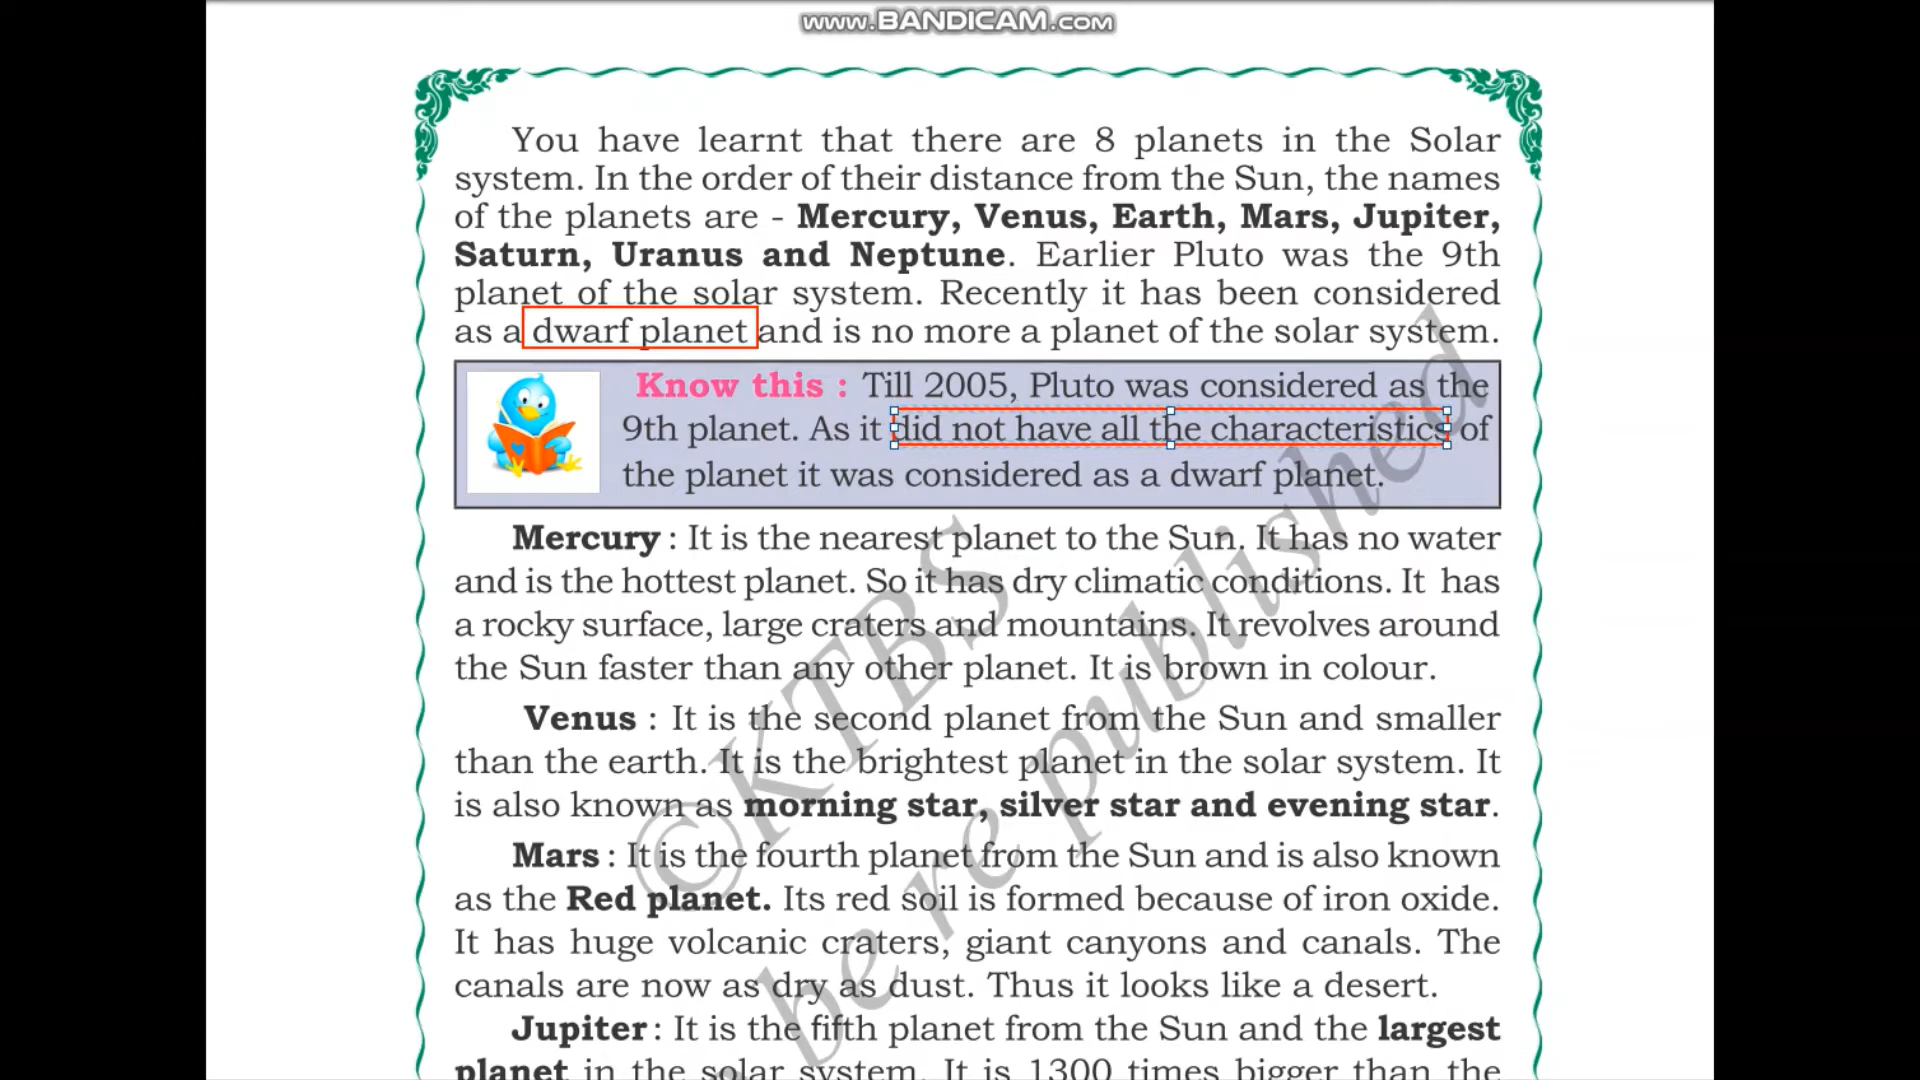 www.BANDICAM.com
You have learnt that there are 8 planets in the Solar
system. In the order of their distance from the Sun, the names
of the planets are - Mercury, Venus, Earth, Mars, Jupiter,
Saturn, Uranus and Neptune. Earlier Pluto was the 9th
planet of the solar system. Recently it has been considered
as a dwarf planet and is no more a planet of the solar system.
Know this : Till 2005, Pluto was considered as the
9th planet. As it did not have all the characteristics of
the planet it was considered as a dwarf planet.
Mercury : It is the nearest planet to the Sun. It has no water
and is the hottest planet. So it has dry climatic conditions. It has
a rocky surface, large craters and mountains. It revolves around
the Sun faster than any other planet. It is brown in colour.
Venus : It is the second planet from the Sun and smaller
than the earth. It is the brightest planet in the solar system. It
is also known as morning star, silver star and evening star.
Mars : It is the fourth planet from the Sun and is also known
as the Red planet. Its red soil is formed because of iron oxide.
It has huge volcanic craters, giant canyons and canals. The
canals are now as dry as dust. Thus it looks like a desert.
Jupiter : It is the fifth planet from the Sun and the largest
planet in the solar system. It is 1300 times bigger than the
©KTBS
be republished